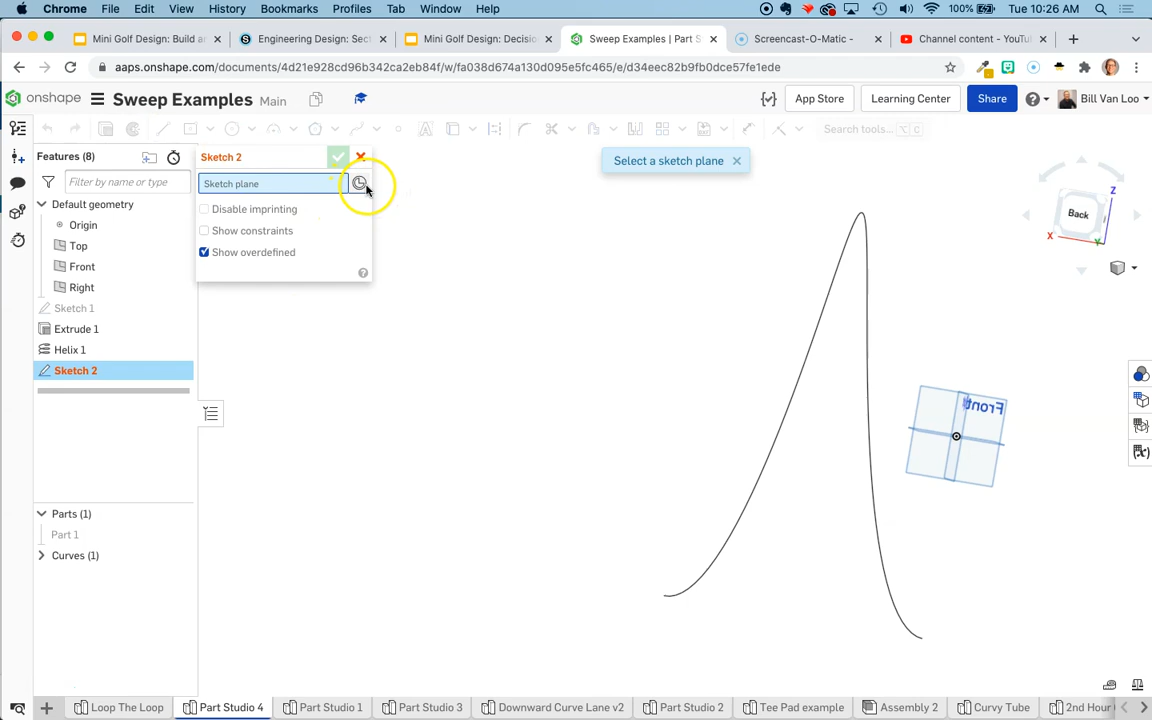 Chrome File Edit View History Bookmarks Profiles Tab Window Help 100% Tue 10:26 AM
Mini Golf Design: Build ar Engineering Design: Sect Mini Golf Design: Decisio Sweep Examples | Part S Screencast-O-Matic - Channel content - YouTu
aaps.onshape.com/documents/4d21e928cd96b342ca2eb84f/w/fa038d674a130d095e5fc465/e/d34eec82b9fb0dce57fe1ede
onshape Sweep Examples Main App Store Learning Center Share Bill Van Loo
Search tools... C
Features (8)
Filter by name or type
Default geometry
Origin
Top
Front
Right
Sketch 1
Extrude 1
Helix 1
Sketch 2
Sketch 2
Sketch plane
Disable imprinting
Show constraints
Show overdefined
Select a sketch plane
Z
Back
X
Y
Front
Parts (1)
Part 1
Curves (1)
(x)
Loop The Loop Part Studio 4 Part Studio 1 Part Studio 3 Downward Curve Lane v2 Part Studio 2 Tee Pad example Assembly 2 Curvy Tube 2nd Hour